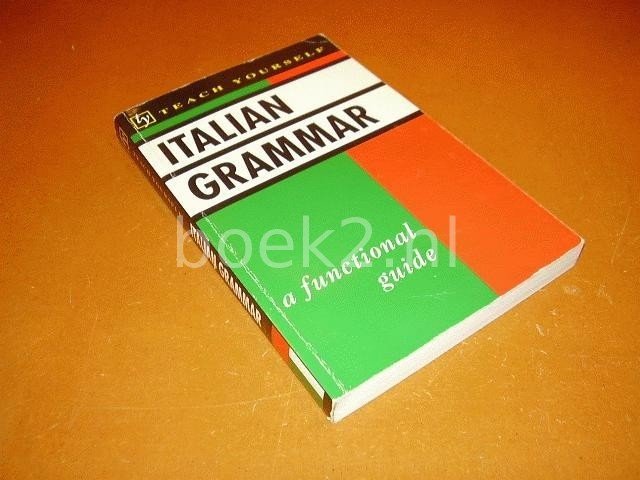 TEACH YOURSELF
ITALIAN
GRAMMAR
a functional
guide
ITALIAN GRAMMAR
boek2.nl